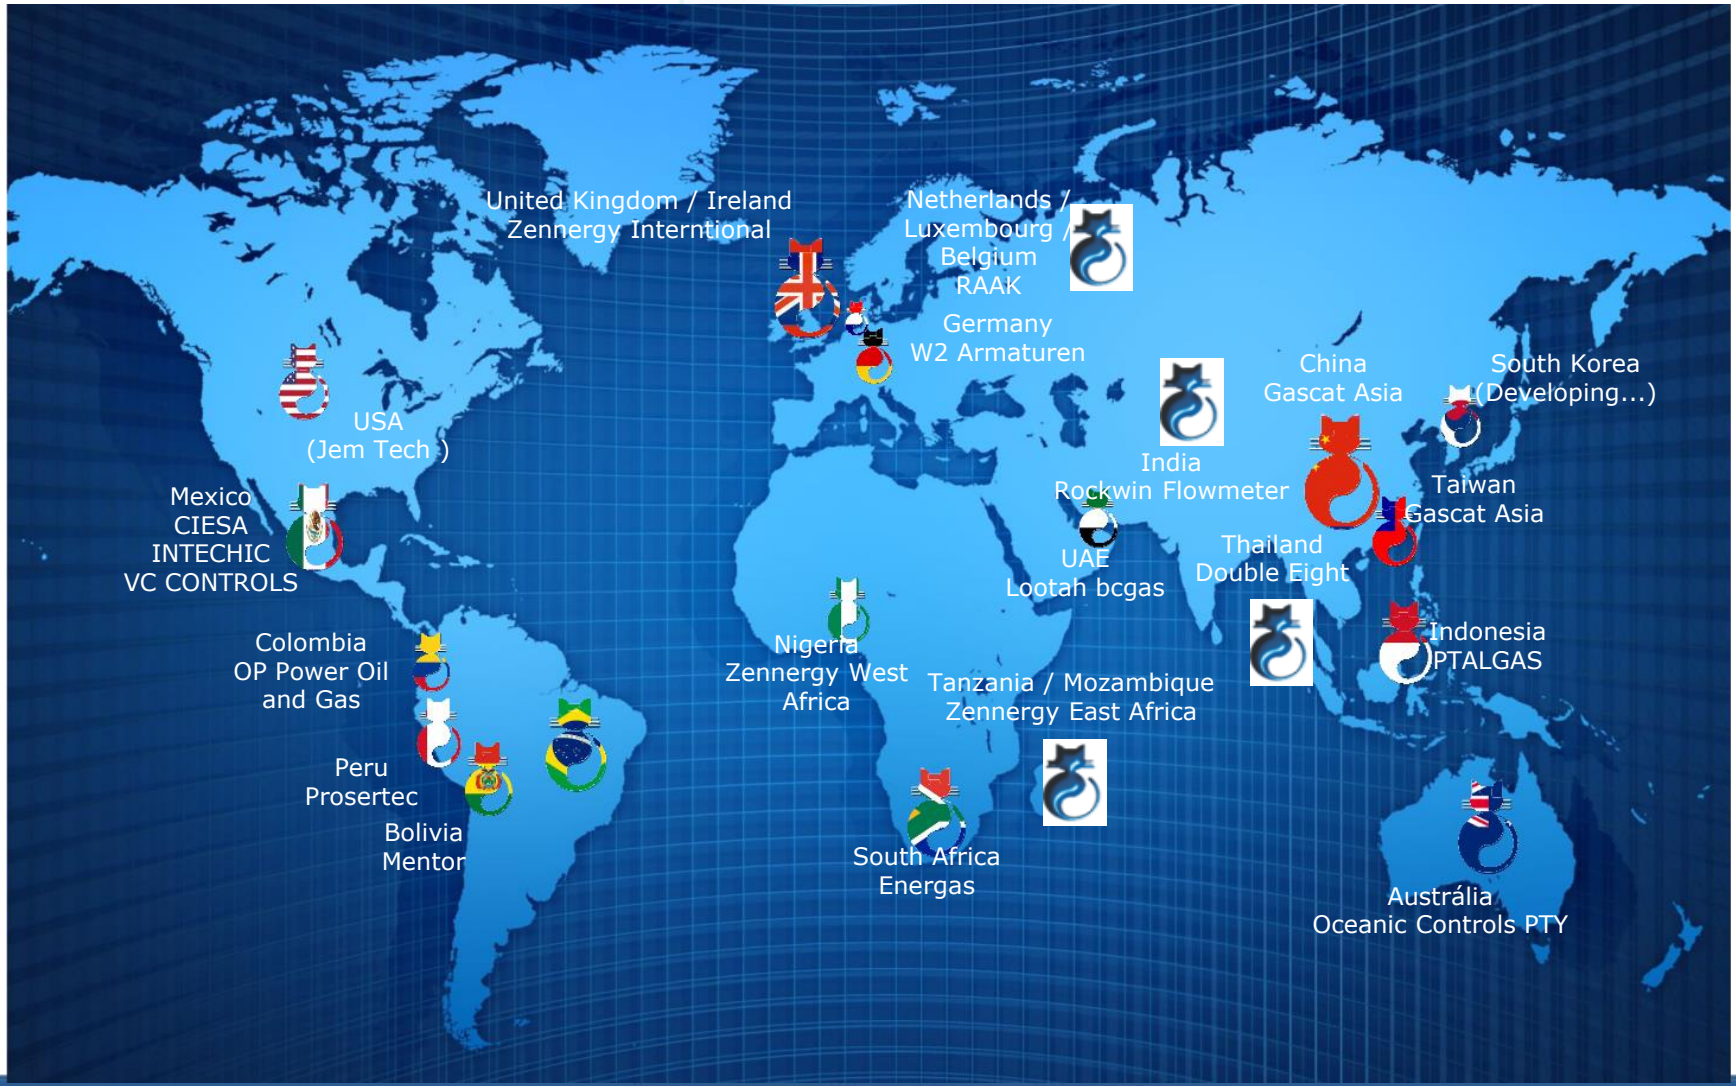 United Kingdom / Ireland
Zennergy Interntional
Netherlands /
Luxembourg /
Belgium
RAAK
Germany
W2 Armaturen
China
Gascat Asia
South Korea
(Developing...)
USA
(Jem Tech )
India
Rockwin Flowmeter
Taiwan
Gascat Asia
Mexico
CIESA
INTECHIC
VC CONTROLS
UAE
Lootah bcgas
Thailand
Double Eight
Colombia
OP Power Oil
and Gas
Nigeria
Zennergy West
Africa
Tanzania / Mozambique
Zennergy East Africa
Indonesia
PTALGAS
Peru
Prosertec
Bolivia
Mentor
South Africa
Energas
Austrália
Oceanic Controls PTY